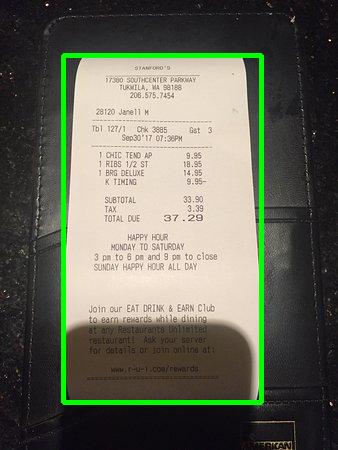 STANFORD'S
17380 SOUTHCENTER PARKWAY
TUKWILA, WA 98188
206.575.7454
28120 Janell M
Tbl 127/1 Chk 3885 Gst 3
Sep30'17 07:36PM
1 CHIC TEND AP 9.95
1 RIBS 1/2 ST 18.95
1 BRG DELUXE 14.95
K TIMING 9.95-
SUBTOTAL 33.90
TAX 3.39
TOTAL DUE 37.29
HAPPY HOUR
MONDAY TO SATURDAY
3 pm to 6 pm and 9 pm to close
SUNDAY HAPPY HOUR ALL DAY
Join our EAT DRINK & EARN Club
to earn rewards while dining
at any Restaurants Unlimited
restaurant! Ask your server
for details or join online at:
www.r-u-i.com/rewards
AMERICAN